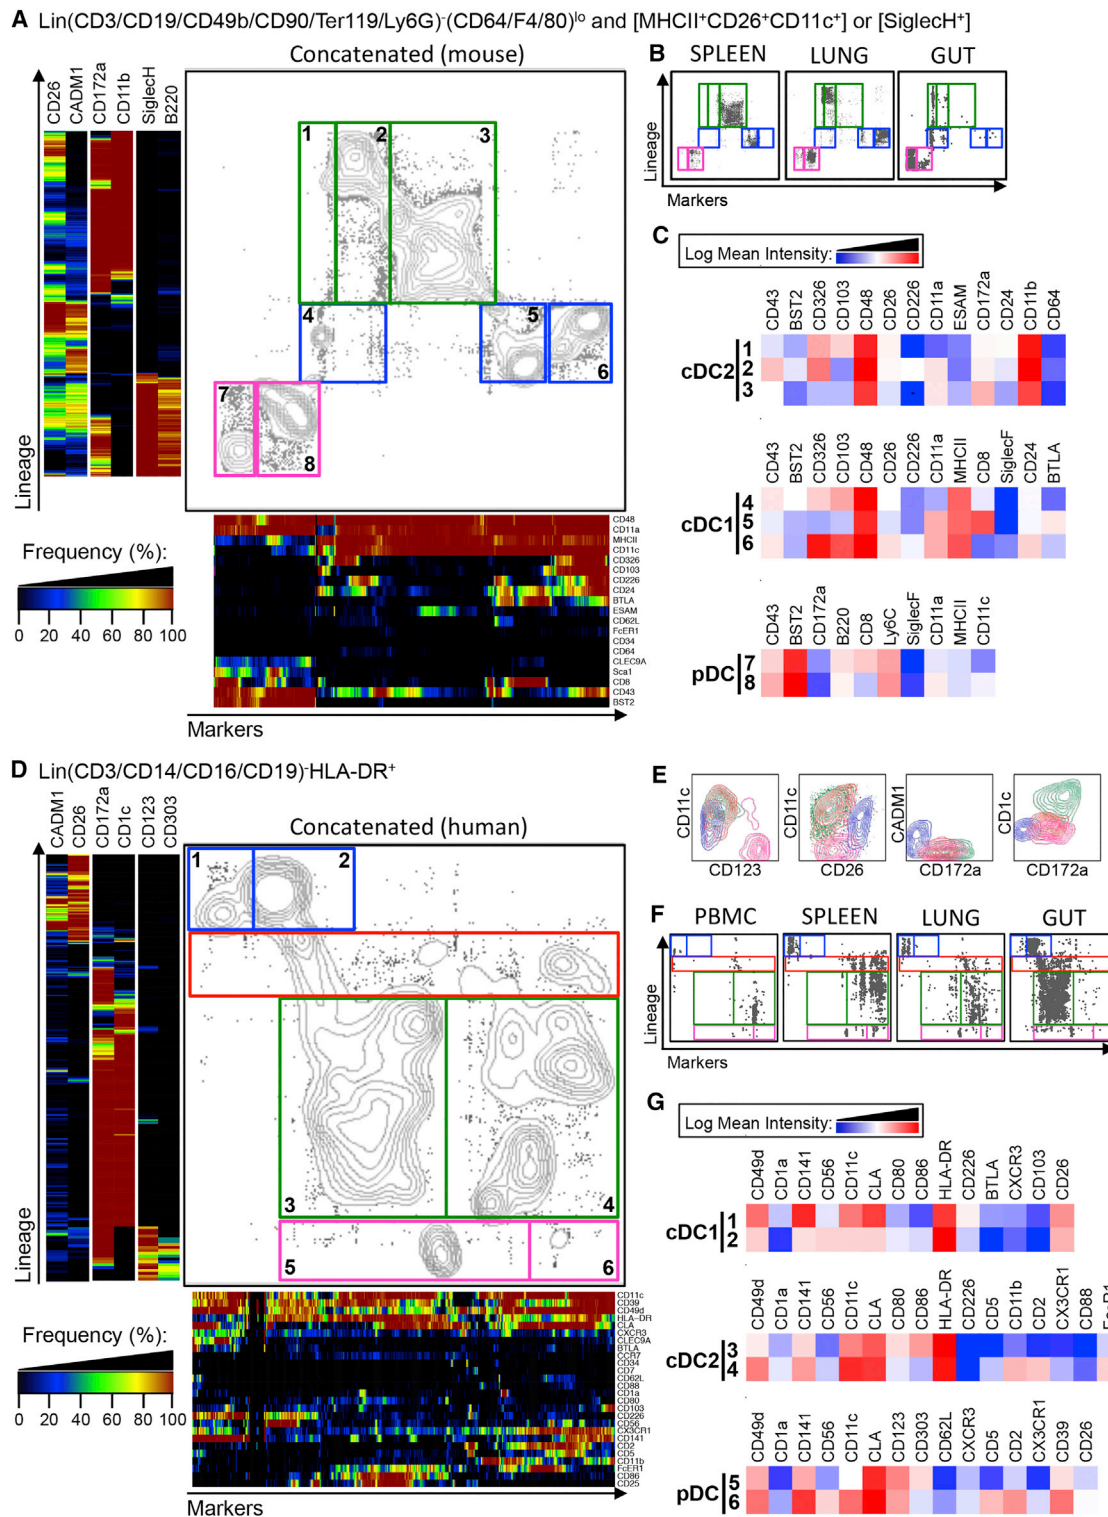 A Lin(CD3/CD19/CD49b/CD90/Ter119/Ly6G)-(CD64/F4/80)lo and [MHCII+CD26+CD11c+] or [SiglecH+]
Concatenated (mouse)
CD26
CADM1
CD172a
CD11b
SiglecH
B220
Lineage
1
2
3
4
5
6
7
8
CD48
CD11a
MHCII
CD11c
CD326
CD103
CD226
CD24
BTLA
ESAM
CD62L
FcER1
CD34
CD64
CLEC9A
Sca1
CD8
CD43
BST2
Markers
Frequency (%):
0 20 40 60 80 100
B
SPLEEN LUNG GUT
Lineage
Markers
C
Log Mean Intensity:
CD43 BST2 CD326 CD103 CD48 CD26 CD226 CD11a ESAM CD172a CD24 CD11b CD64
cDC2
1
2
3
CD43 BST2 CD326 CD103 CD48 CD26 CD226 CD11a MHCII CD8 SiglecF CD24 BTLA
cDC1
4
5
6
CD43 BST2 CD172a B220 CD8 Ly6C SiglecF CD11a MHCII CD11c
pDC
7
8
D Lin(CD3/CD14/CD16/CD19)-HLA-DR+
Concatenated (human)
CADM1
CD26
CD172a
CD1c
CD123
CD303
Lineage
1
2
3
4
5
6
CD11c
CD39
CD49d
HLA-DR
CLA
CXCR3
CLEC9A
BTLA
CCR7
CD34
CD7
CD62L
CD88
CD1a
CD80
CD103
CD226
CD56
CX3CR1
CD141
CD2
CD5
CD11b
FcER1
CD86
CD25
Markers
Frequency (%):
0 20 40 60 80 100
E
CD11c
CD123
CD11c
CD26
CADM1
CD172a
CD1c
CD172a
F
PBMC SPLEEN LUNG GUT
Lineage
Markers
G
Log Mean Intensity:
CD49d CD1a CD141 CD56 CD11c CLA CD80 CD86 HLA-DR CD226 BTLA CXCR3 CD103 CD26
cDC1
1
2
CD49d CD1a CD141 CD56 CD11c CLA CD80 CD86 HLA-DR CD226 CD5 CD11b CD2 CX3CR1 CD88
cDC2
3
4
CD49d CD1a CD141 CD56 CD11c CLA CD123 CD303 CD62L CXCR3 CD5 CD2 CX3CR1 CD39 CD26
pDC
5
6